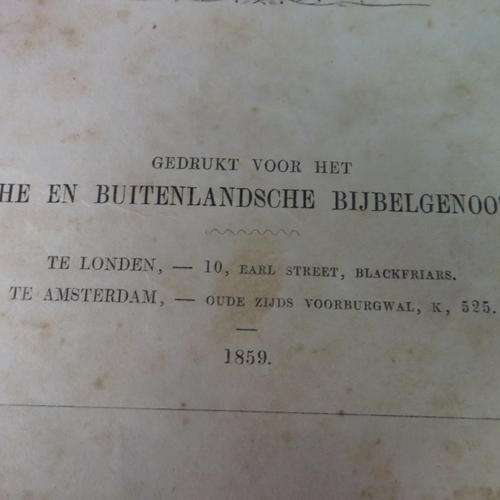 GEDRUKT VOOR HET
HE EN BUITENLANDSCHE BIJBELGENOO
TE LONDEN, — 10, EARL STREET, BLACKFRIARS.
TE AMSTERDAM, — OUDE ZIJDS VOORBURGWAL, K, 525.
1859.